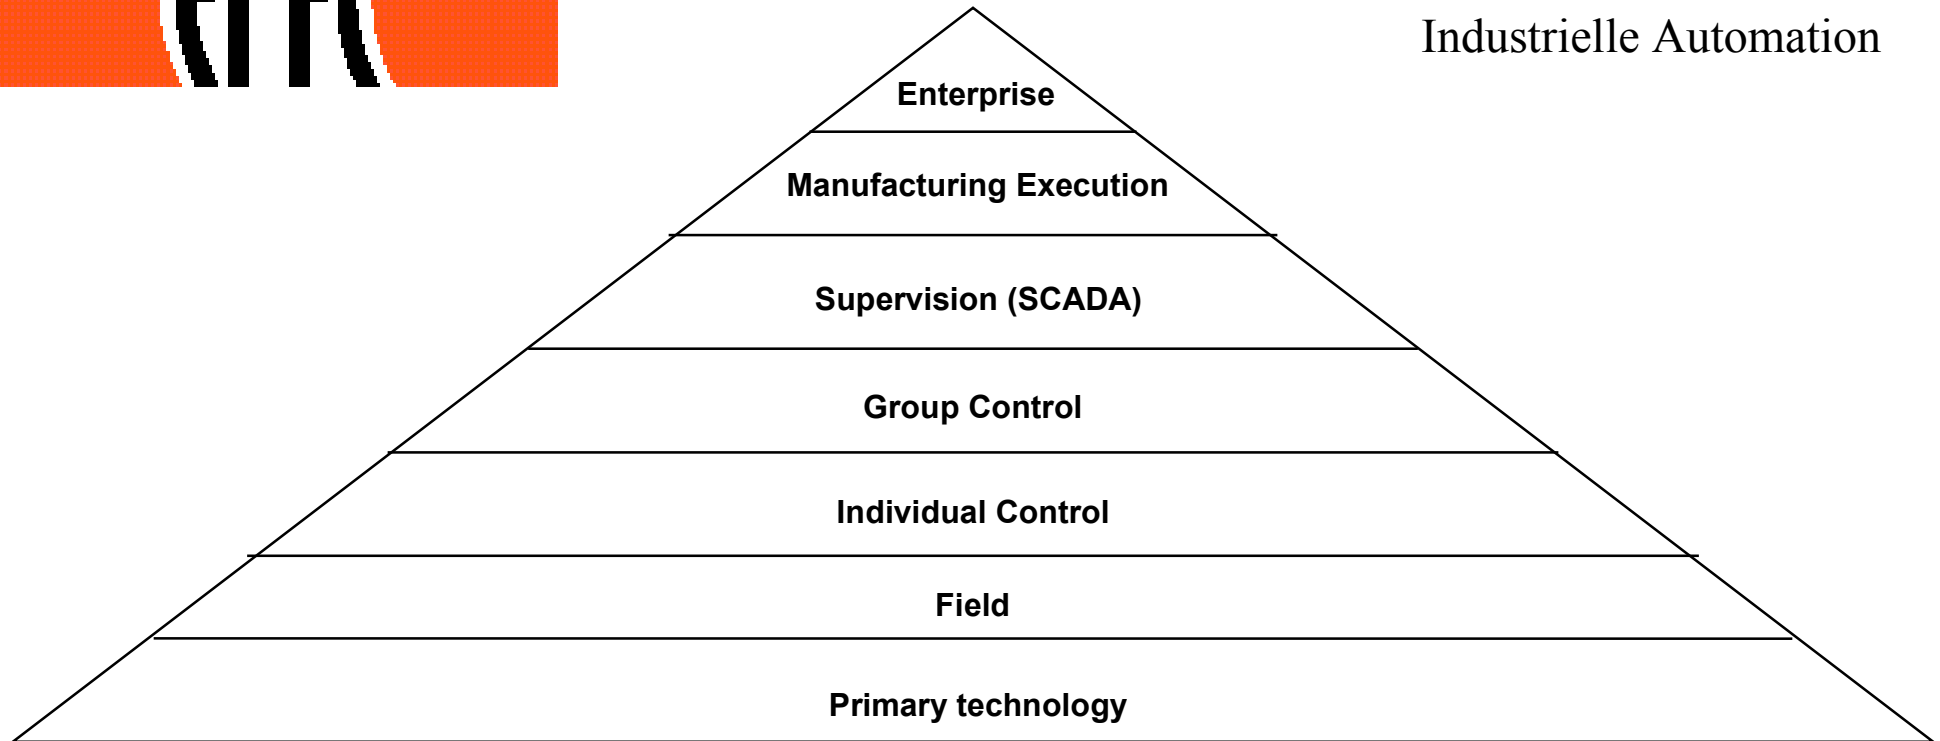 Industrielle Automation
Enterprise
Manufacturing Execution
Supervision (SCADA)
Group Control
Individual Control
Field
Primary technology